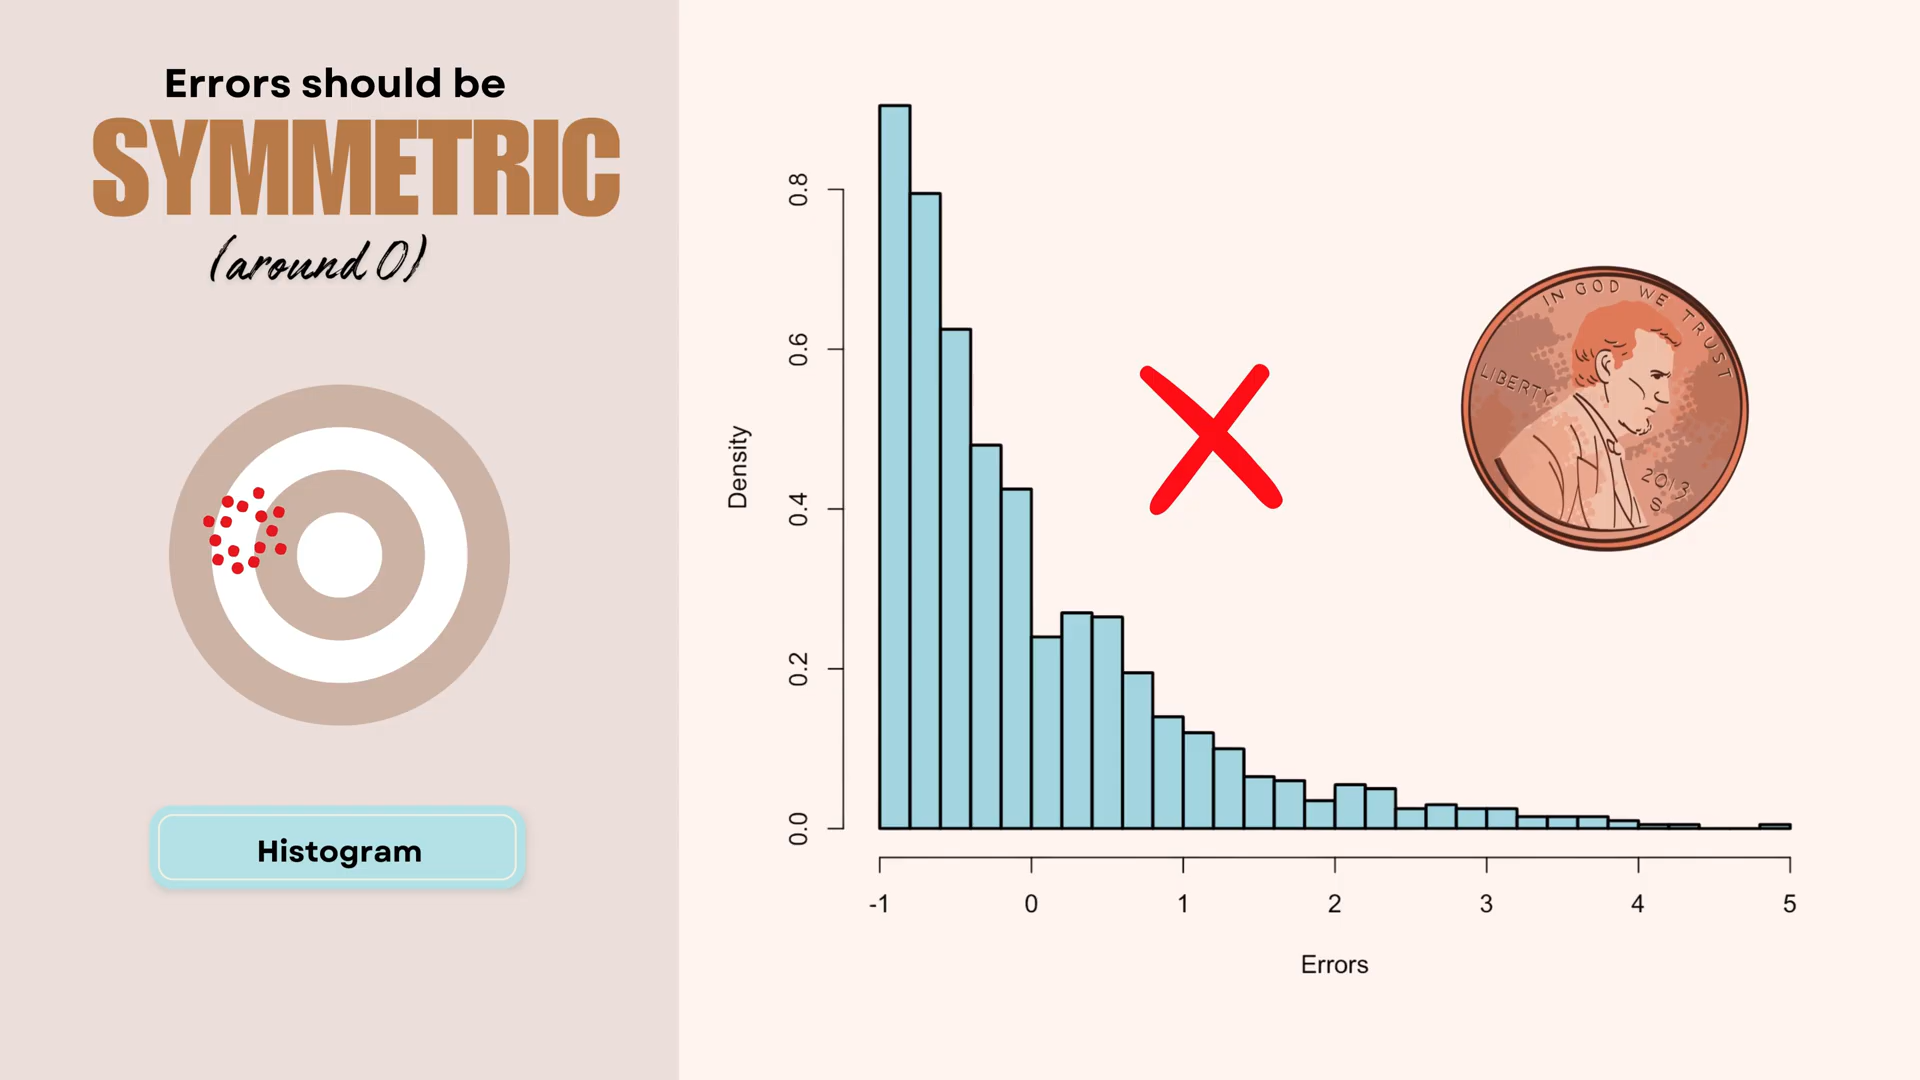 Errors should be
SYMMETRIC
(around 0)
Histogram
Density
0.8
0.6
0.4
0.2
0.0
-1 0 1 2 3 4 5
Errors
IN GOD WE TRUST
LIBERTY
2013
S